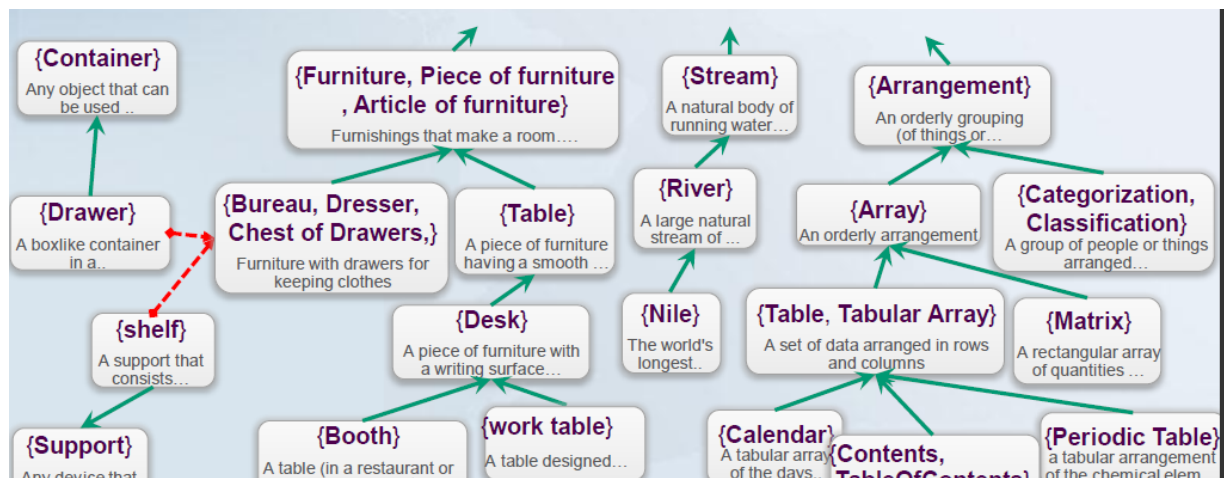 {Container}
Any object that can
be used ..
{Furniture, Piece of furniture
, Article of furniture}
Furnishings that make a room....
{Stream}
A natural body of
running water...
{Arrangement}
An orderly grouping
(of things or...
{Drawer}
A boxlike container
in a..
{Bureau, Dresser,
Chest of Drawers,}
Furniture with drawers for
keeping clothes
{Table}
A piece of furniture
having a smooth ...
{River}
A large natural
stream of ...
{Array}
An orderly arrangement
{Categorization,
Classification}
A group of people or things
arranged...
{shelf}
A support that
consists...
{Desk}
A piece of furniture with
a writing surface...
{Nile}
The world's
longest..
{Table, Tabular Array}
A set of data arranged in rows
and columns
{Matrix}
A rectangular array
of quantities ...
{Support}
Any device that
{Booth}
A table (in a restaurant or
{work table}
A table designed...
{Calendar}
A tabular array
of the days..
{Contents,
TableOfContents}
{Periodic Table}
a tabular arrangement
of the chemical elem...